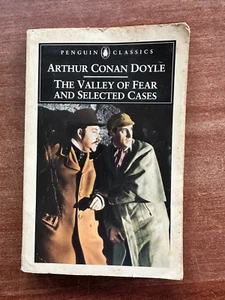 PENGUIN CLASSICS
ARTHUR CONAN DOYLE
THE VALLEY OF FEAR
AND SELECTED CASES